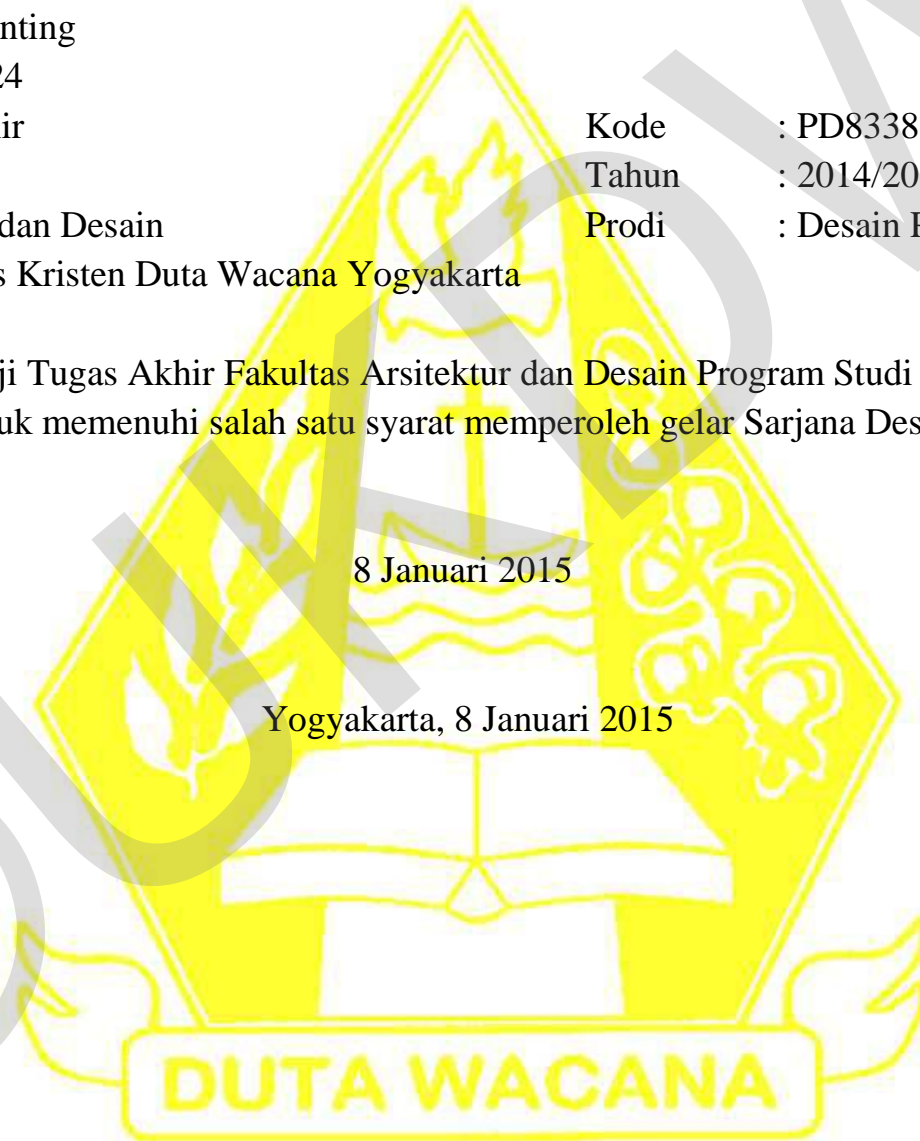 nting
24
ir Kode : PD8338
Tahun : 2014/20
dan Desain Prodi : Desain
s Kristen Duta Wacana Yogyakarta
ji Tugas Akhir Fakultas Arsitektur dan Desain Program Studi
uk memenuhi salah satu syarat memperoleh gelar Sarjana Des
8 Januari 2015
Yogyakarta, 8 Januari 2015
DUTA WACANA
©UKDW